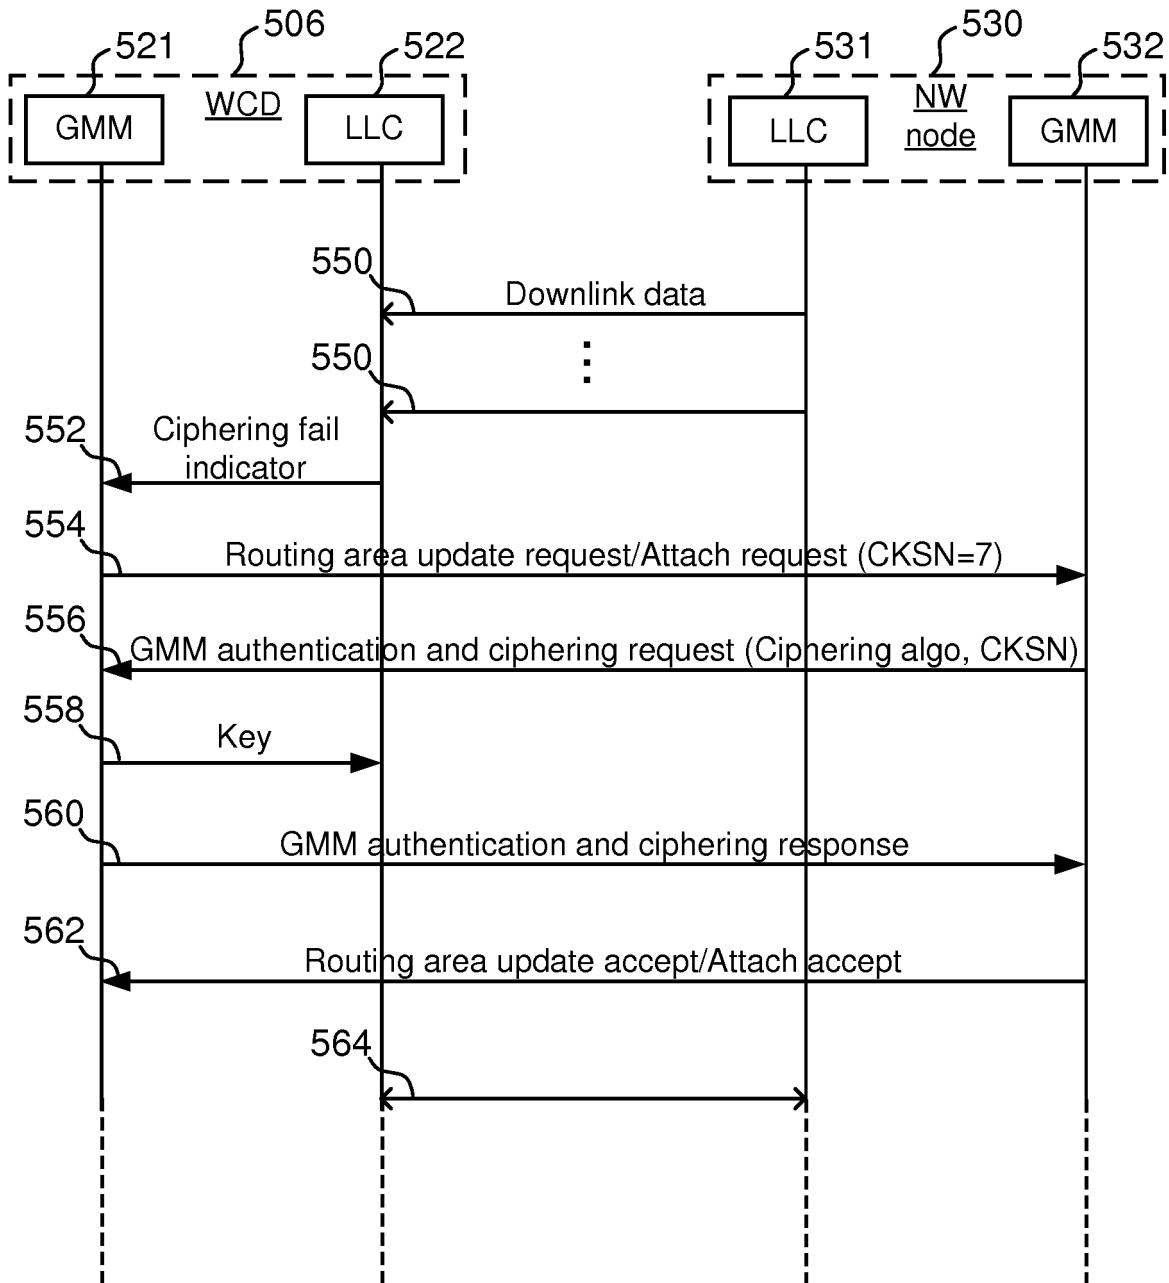 506
530
521
522
531
532
WCD
NW
node
GMM
LLC
LLC
GMM
550
Downlink data
550
552
Ciphering fail
indicator
554
Routing area update request/Attach request (CKSN=7)
556
GMM authentication and ciphering request (Ciphering algo, CKSN)
558
Key
560
GMM authentication and ciphering response
562
Routing area update accept/Attach accept
564